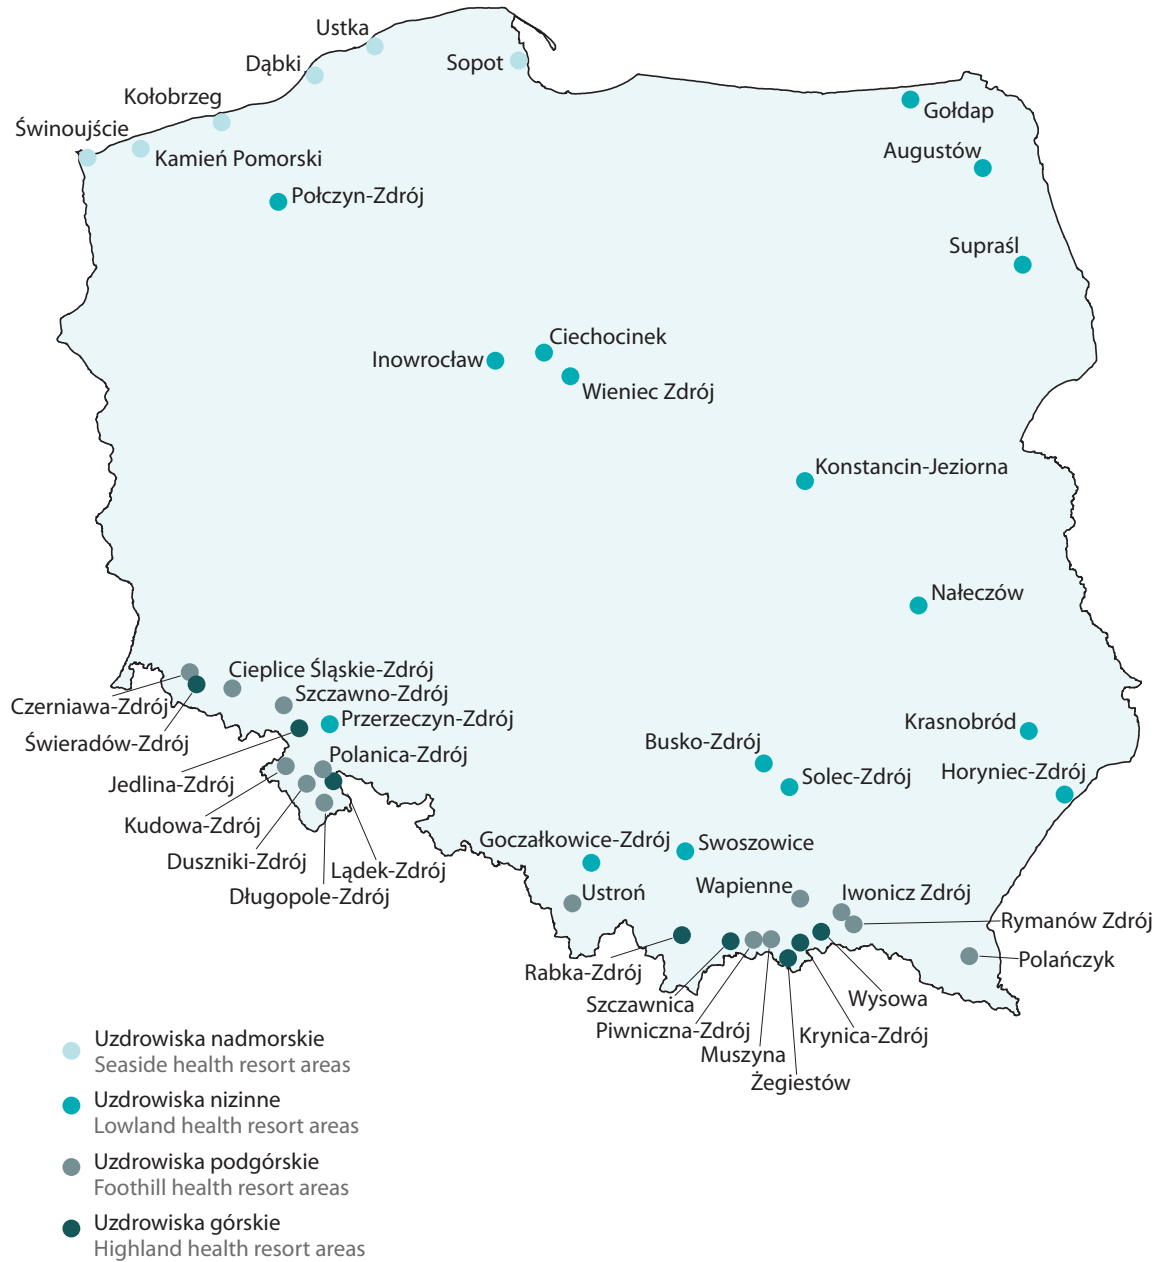 Ustka
Dąbki
Sopot
Kołobrzeg
Świnoujście
Kamień Pomorski
Gołdap
Augustów
Połczyn-Zdrój
Supraśl
Ciechocinek
Inowrocław
Wieniec Zdrój
Konstancin-Jeziorna
Nałeczów
Cieplice Śląskie-Zdrój
Szczawno-Zdrój
Czerniawa-Zdrój
Przerzeczyn-Zdrój
Świeradów-Zdrój
Krasnobród
Busko-Zdrój
Polanica-Zdrój
Solec-Zdrój
Horyniec-Zdrój
Jedlina-Zdrój
Kudowa-Zdrój
Goczałkowice-Zdrój
Swoszowice
Duszniki-Zdrój
Lądek-Zdrój
Długopole-Zdrój
Ustroń
Wapienne
Iwonicz Zdrój
Rymanów Zdrój
Polańczyk
Rabka-Zdrój
Szczawnica
Wysowa
Piwniczna-Zdrój
Krynica-Zdrój
Muszyna
Żegiestów
Uzdrowiska nadmorskie
Seaside health resort areas
Uzdrowiska nizinne
Lowland health resort areas
Uzdrowiska podgórskie
Foothill health resort areas
Uzdrowiska górskie
Highland health resort areas